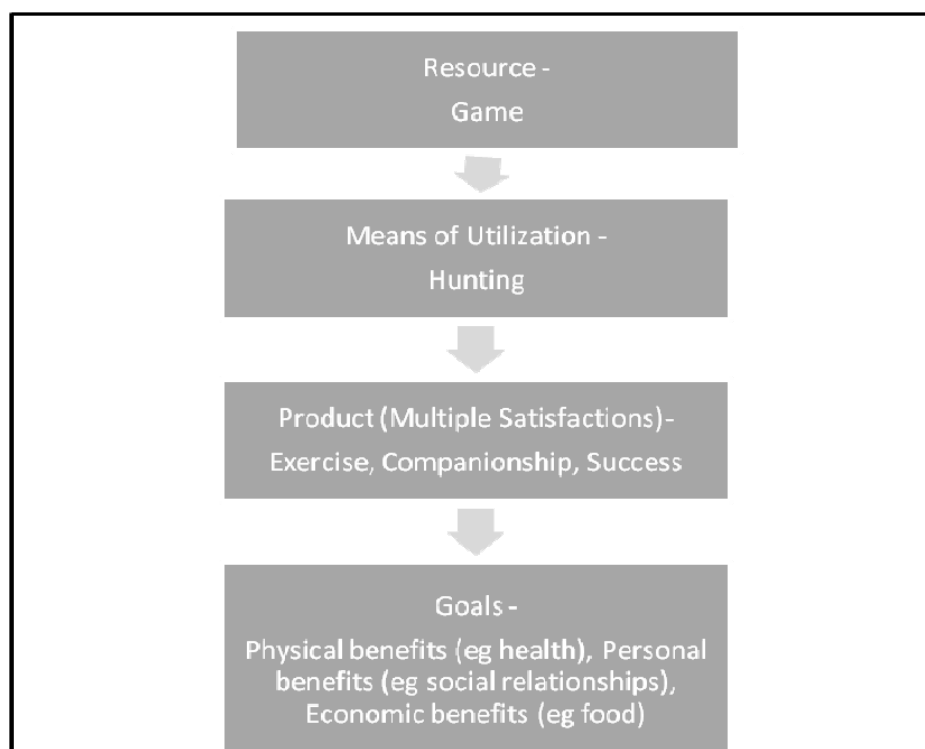 Resource -
Game
Means of Utilization -
Hunting
Product (Multiple Satisfactions)-
Exercise, Companionship, Success
Goals -
Physical benefits (eg health), Personal
benefits (eg social relationships),
Economic benefits (eg food)